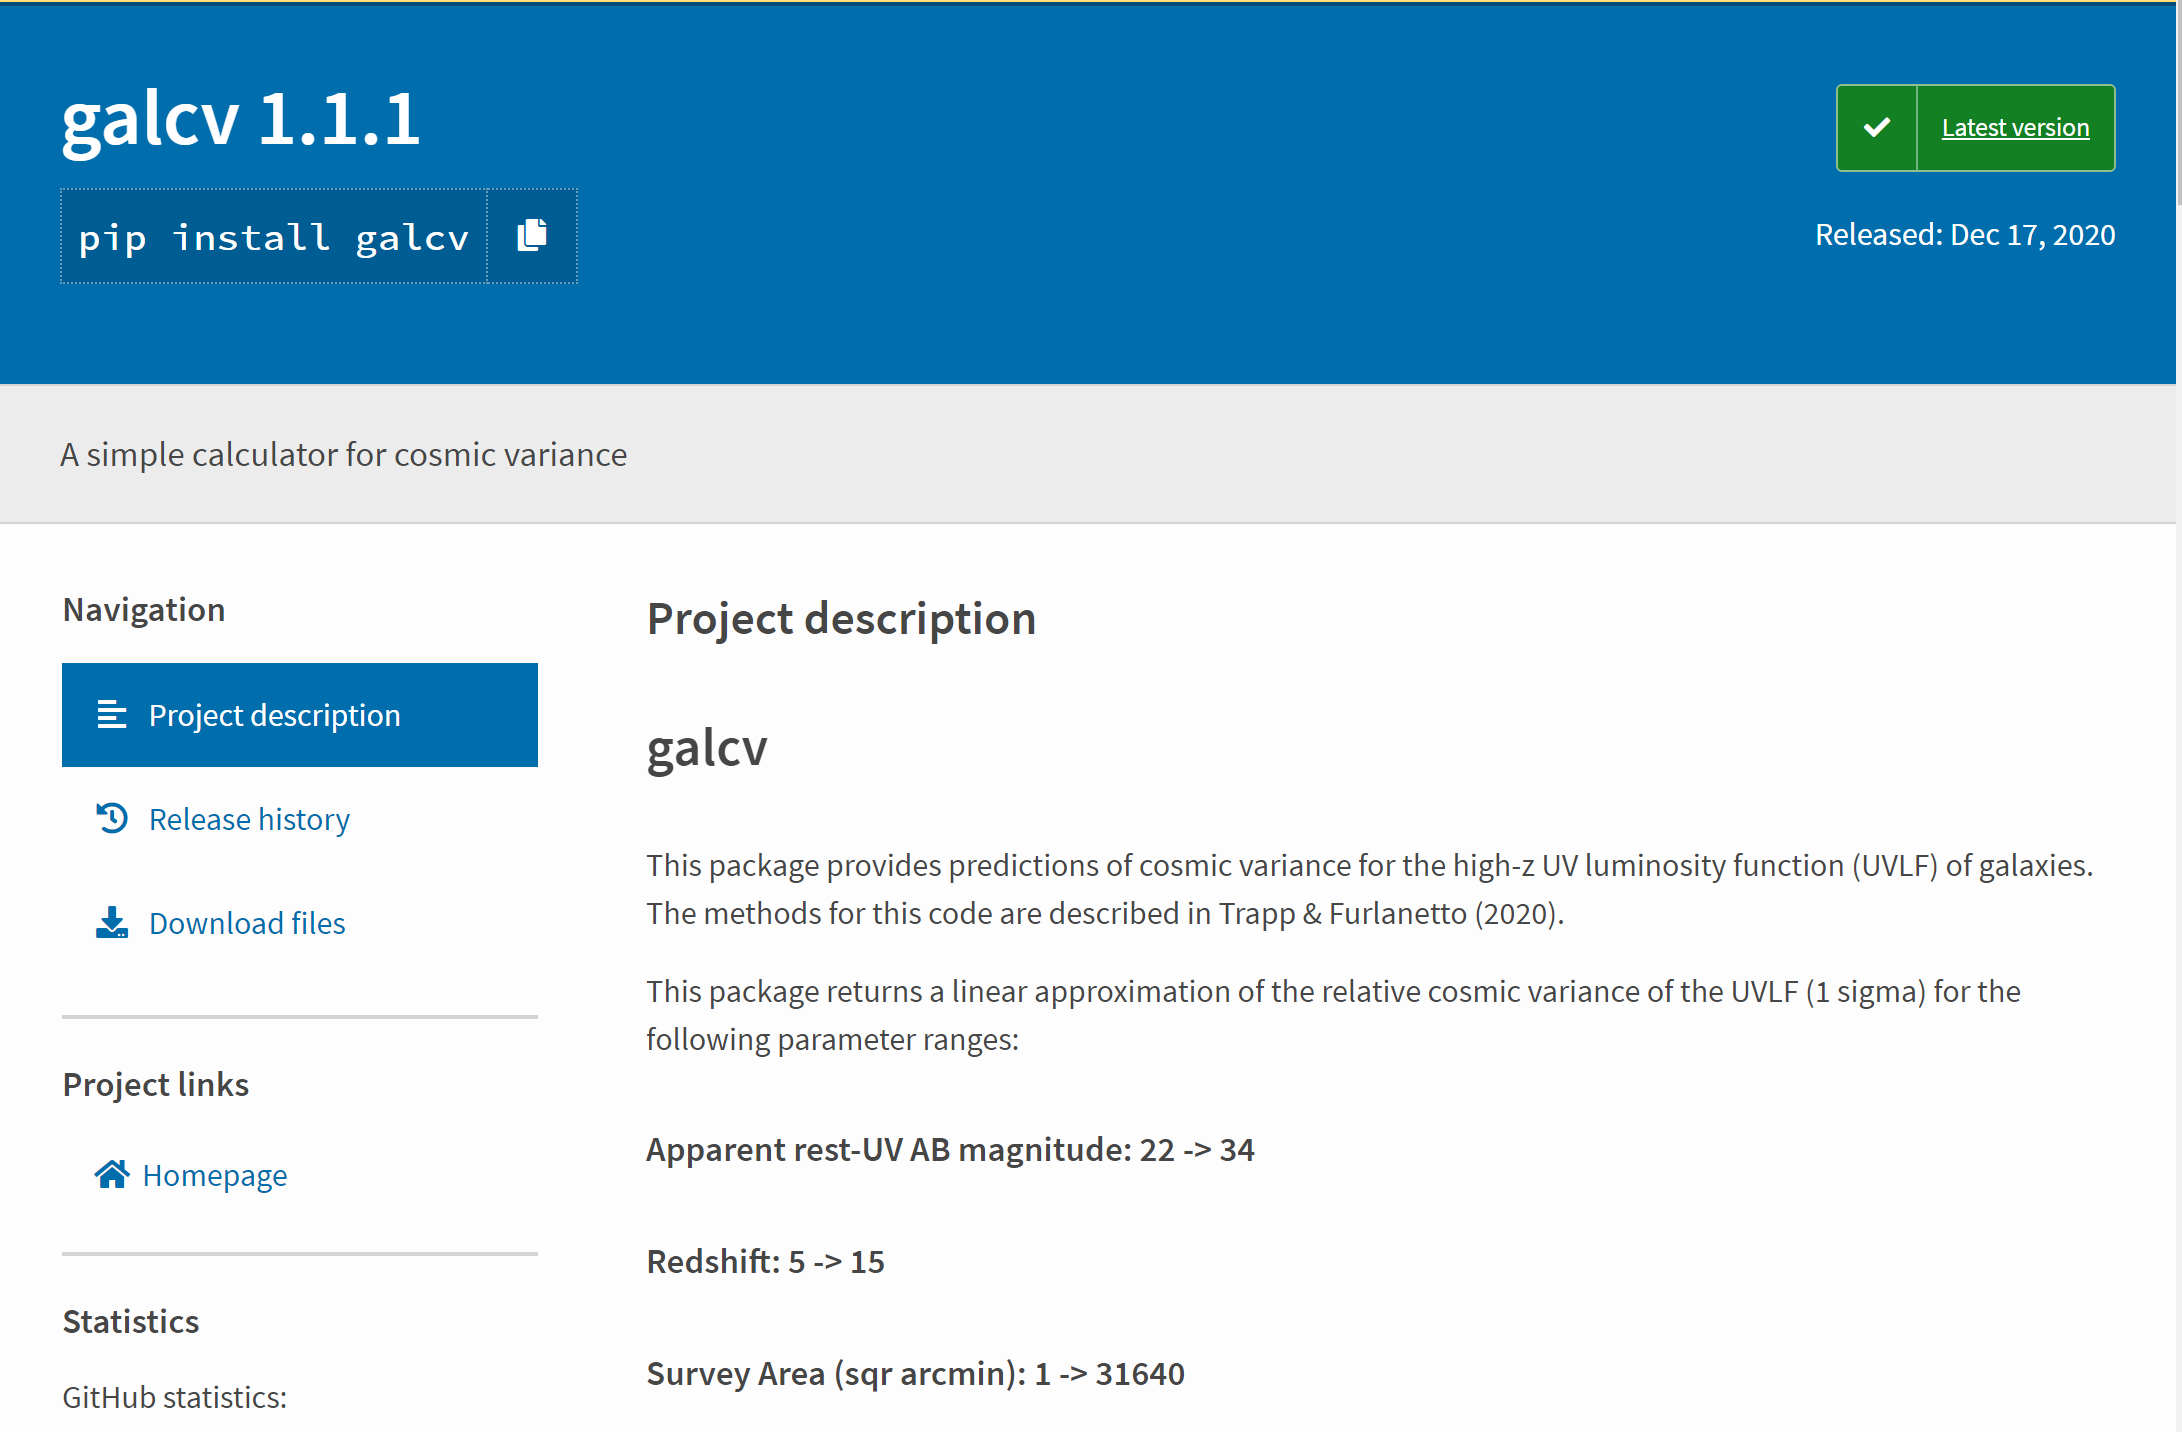 galcv 1.1.1
pip install galcv
Latest version
Released: Dec 17, 2020
A simple calculator for cosmic variance
Navigation
Project description
Release history
Download files
Project links
Homepage
Statistics
GitHub statistics:
Project description
galcv
This package provides predictions of cosmic variance for the high-z UV luminosity function (UVLF) of galaxies.
The methods for this code are described in Trapp & Furlanetto (2020).
This package returns a linear approximation of the relative cosmic variance of the UVLF (1 sigma) for the
following parameter ranges:
Apparent rest-UV AB magnitude: 22 -> 34
Redshift: 5 -> 15
Survey Area (sqr arcmin): 1 -> 31640